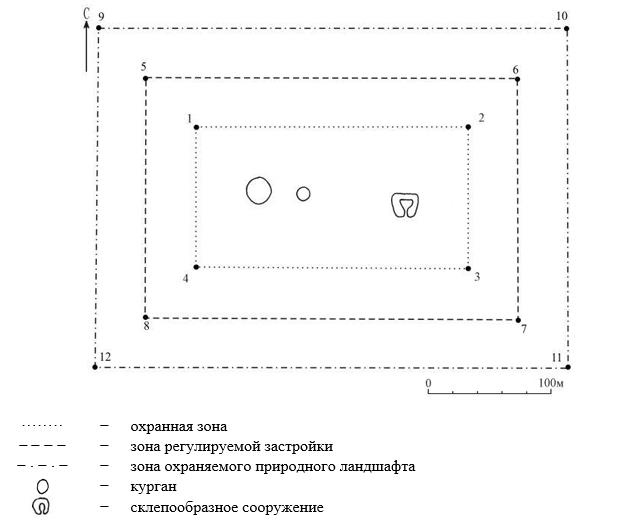 С 9 10
5 6
1 2
4 3
8 7
12 11
0 100м
– охранная зона
– зона регулируемой застройки
– зона охраняемого природного ландшафта
– курган
– склепообразное сооружение